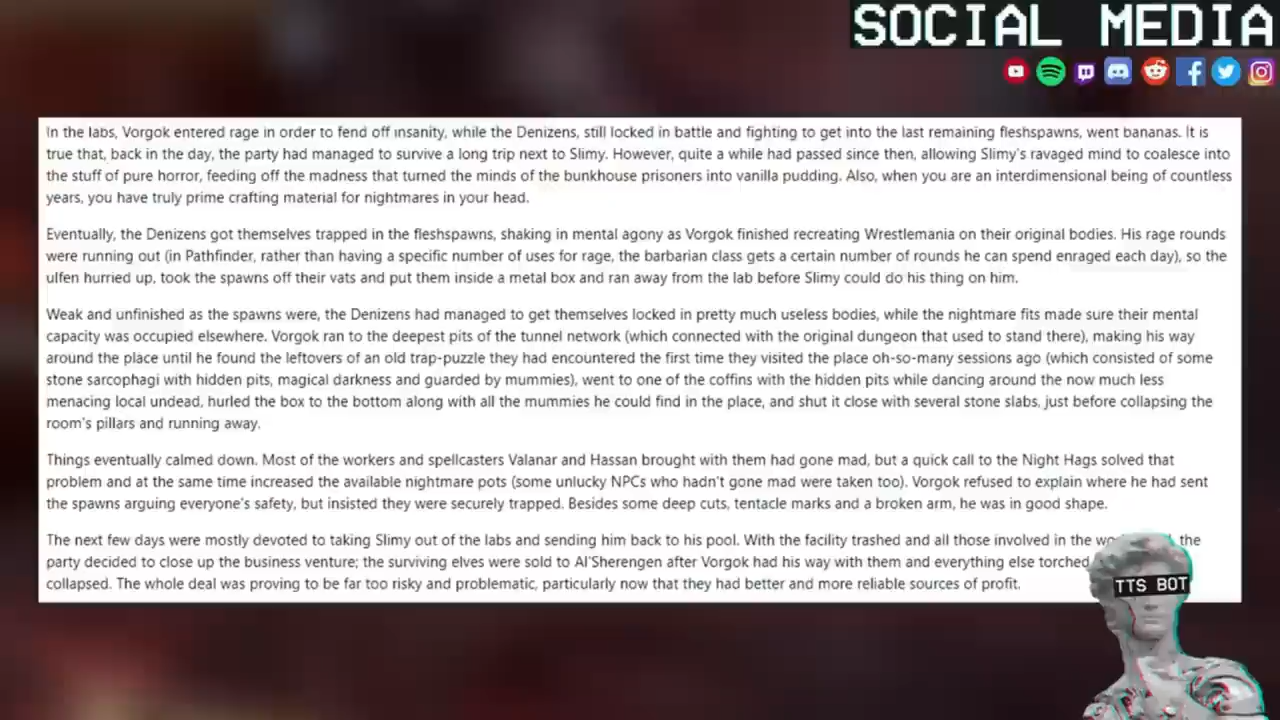 SOCIAL MEDIA
In the labs, Vorgok entered rage in order to fend off insanity, while the Denizens, still locked in battle and fighting to get into the last remaining fleshspawns, went bananas. It is
true that, back in the day, the party had managed to survive a long trip next to Slimy. However, quite a while had passed since then, allowing Slimy's ravaged mind to coalesce into
the stuff of pure horror, feeding off the madness that turned the minds of the bunkhouse prisoners into vanilla pudding. Also, when you are an interdimensional being of countless
years, you have truly prime crafting material for nightmares in your head.
Eventually, the Denizens got themselves trapped in the fleshspawns, shaking in mental agony as Vorgok finished recreating Wrestlemania on their original bodies. His rage rounds
were running out (in Pathfinder, rather than having a specific number of uses for rage, the barbarian class gets a certain number of rounds he can spend enraged each day), so the
ulfen hurried up, took the spawns off their vats and put them inside a metal box and ran away from the lab before Slimy could do his thing on him.
Weak and unfinished as the spawns were, the Denizens had managed to get themselves locked in pretty much useless bodies, while the nightmare fits made sure their mental
capacity was occupied elsewhere. Vorgok ran to the deepest pits of the tunnel network (which connected with the original dungeon that used to stand there), making his way
around the place until he found the leftovers of an old trap-puzzle they had encountered the first time they visited the place oh-so-many sessions ago (which consisted of some
stone sarcophagi with hidden pits, magical darkness and guarded by mummies), went to one of the coffins with the hidden pits while dancing around the now much less
menacing local undead, hurled the box to the bottom along with all the mummies he could find in the place, and shut it close with several stone slabs, just before collapsing the
room's pillars and running away.
Things eventually calmed down. Most of the workers and spellcasters Valanar and Hassan brought with them had gone mad, but a quick call to the Night Hags solved that
problem and at the same time increased the available nightmare pots (some unlucky NPCs who hadn't gone mad were taken too). Vorgok refused to explain where he had sent
the spawns arguing everyone's safety, but insisted they were securely trapped. Besides some deep cuts, tentacle marks and a broken arm, he was in good shape.
The next few days were mostly devoted to taking Slimy out of the labs and sending him back to his pool. With the facility trashed and all those involved in the the
party decided to close up the business venture; the surviving elves were sold to Al'Sherengen after Vorgok had his way with them and everything else torched
collapsed. The whole deal was proving to be far too risky and problematic, particularly now that they had better and more reliable sources of profit.
TTS BOT